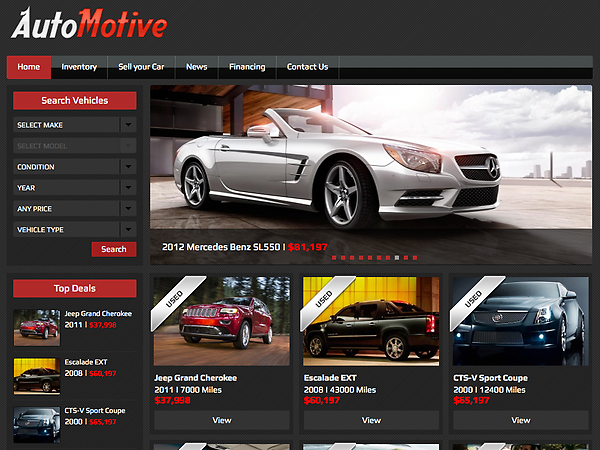 AutoMotive
Home Inventory Sell your Car News Financing Contact Us
Search Vehicles
SELECT MAKE
SELECT MODEL
CONDITION
YEAR
ANY PRICE
VEHICLE TYPE
Search
2012 Mercedes Benz SL550 | $81,197
Top Deals
Jeep Grand Cherokee
2011 | $37,998
Escalade EXT
2008 | $60,197
CTS-V Sport Coupe
2000 | $65,197
USED
Jeep Grand Cherokee
2011 | 7000 Miles
$37,998
View
USED
Escalade EXT
2008 | 43000 Miles
$60,197
View
CTS-V Sport Coupe
2000 | 12400 Miles
$65,197
View